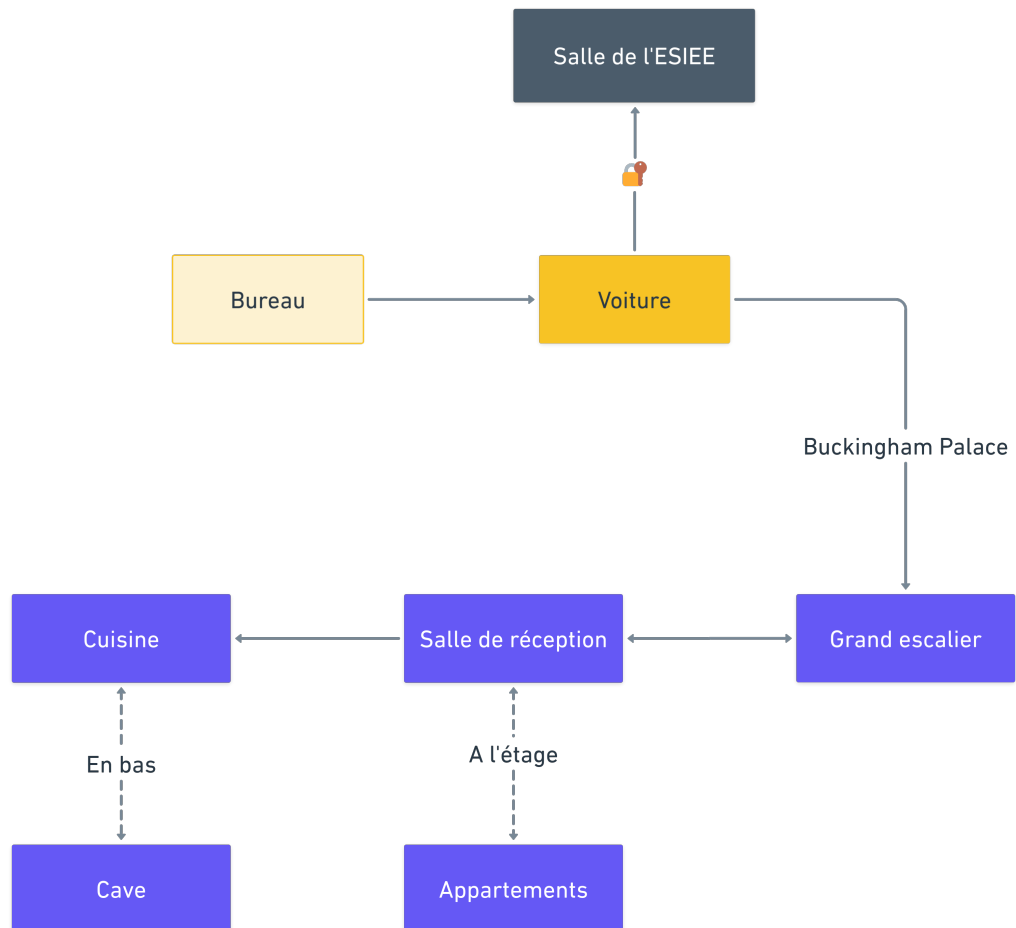 Salle de l'ESIEE
Bureau
Voiture
Buckingham Palace
Cuisine
Salle de réception
Grand escalier
En bas
A l'étage
Cave
Appartements